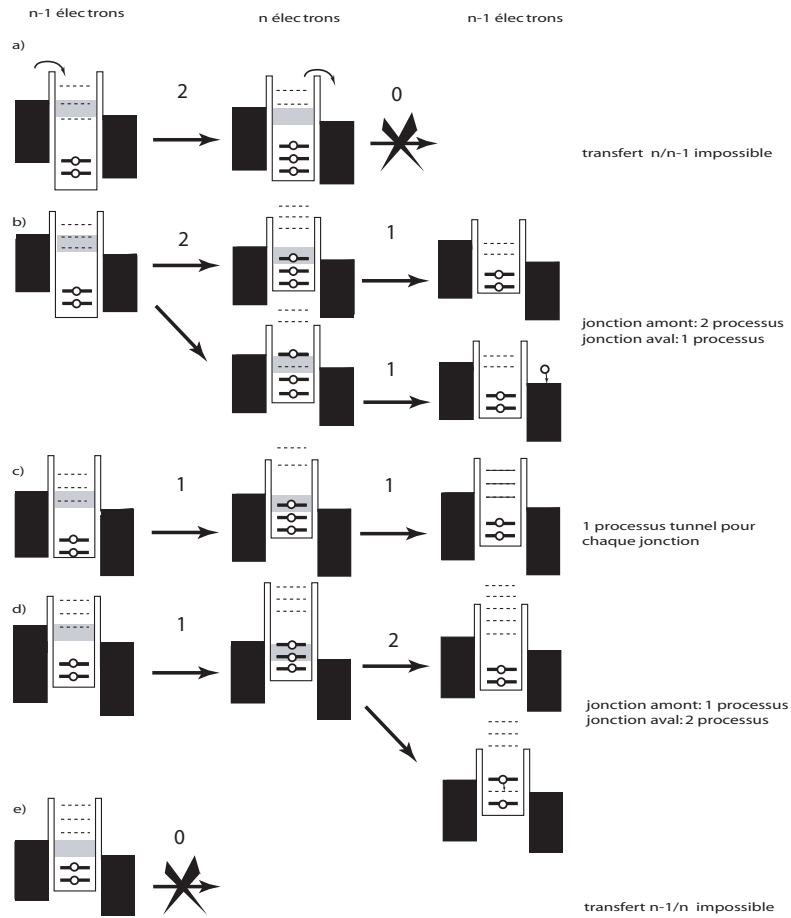 n-1 électrons
n électrons
n-1 électrons
a)
2
0
transfert n/n-1 impossible
b)
2
1
1
jonction amont: 2 processus
jonction aval: 1 processus
c)
1
1
1 processus tunnel pour
chaque jonction
d)
1
2
jonction amont: 1 processus
jonction aval: 2 processus
e)
0
transfert n-1/n impossible